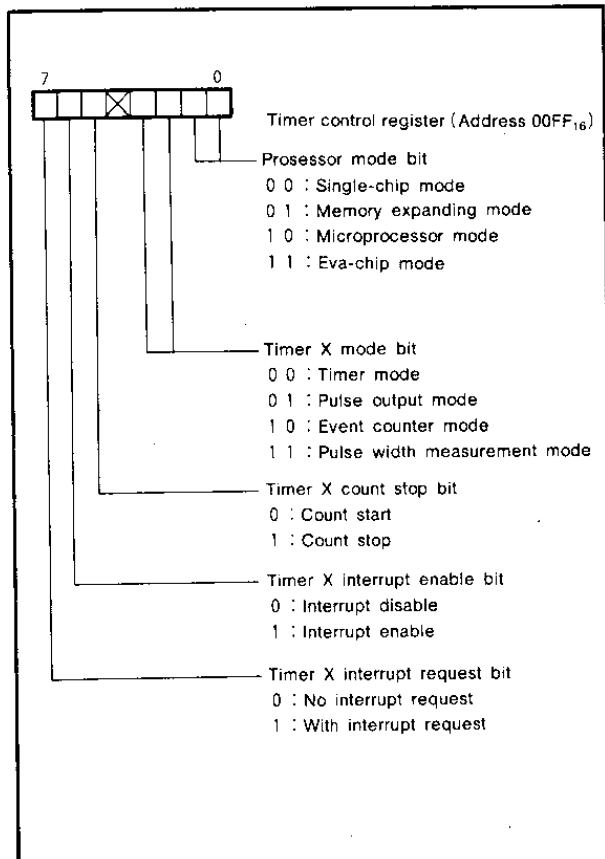 7 0
Timer control register (Address 00FF₁₆)
Prosessor mode bit
0 0 : Single-chip mode
0 1 : Memory expanding mode
1 0 : Microprocessor mode
1 1 : Eva-chip mode
Timer X mode bit
0 0 : Timer mode
0 1 : Pulse output mode
1 0 : Event counter mode
1 1 : Pulse width measurement mode
Timer X count stop bit
0 : Count start
1 : Count stop
Timer X interrupt enable bit
0 : Interrupt disable
1 : Interrupt enable
Timer X interrupt request bit
0 : No interrupt request
1 : With interrupt request